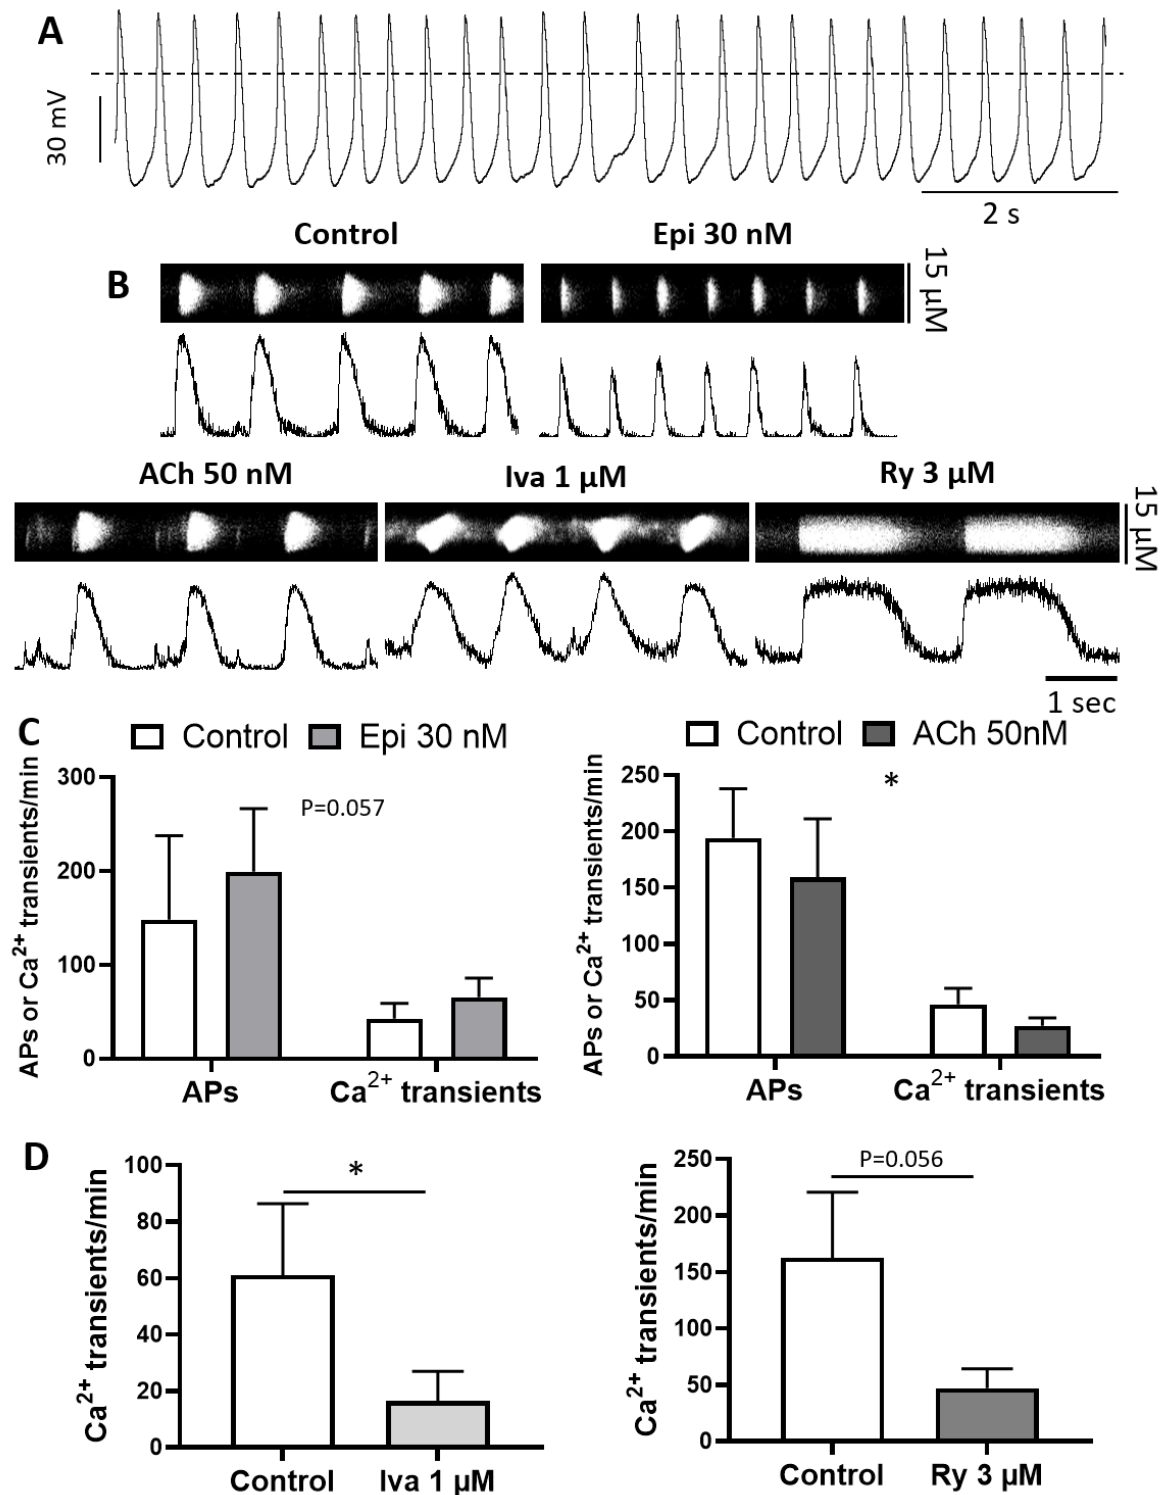 A
30 mV
2 s
Control
Epi 30 nM
B
15 µM
ACh 50 nM
Iva 1 µM
Ry 3 µM
15 µM
1 sec
C
Control Epi 30 nM
APs or Ca2+ transients/min
300
200
100
0
P=0.057
APs
Ca2+ transients
Control ACh 50nM
APs or Ca2+ transients/min
250
200
150
100
50
0
*
APs
Ca2+ transients
D
Ca2+ transients/min
100
80
60
40
20
0
*
Control
Iva 1 µM
Ca2+ transients/min
250
200
150
100
50
0
P=0.056
Control
Ry 3 µM